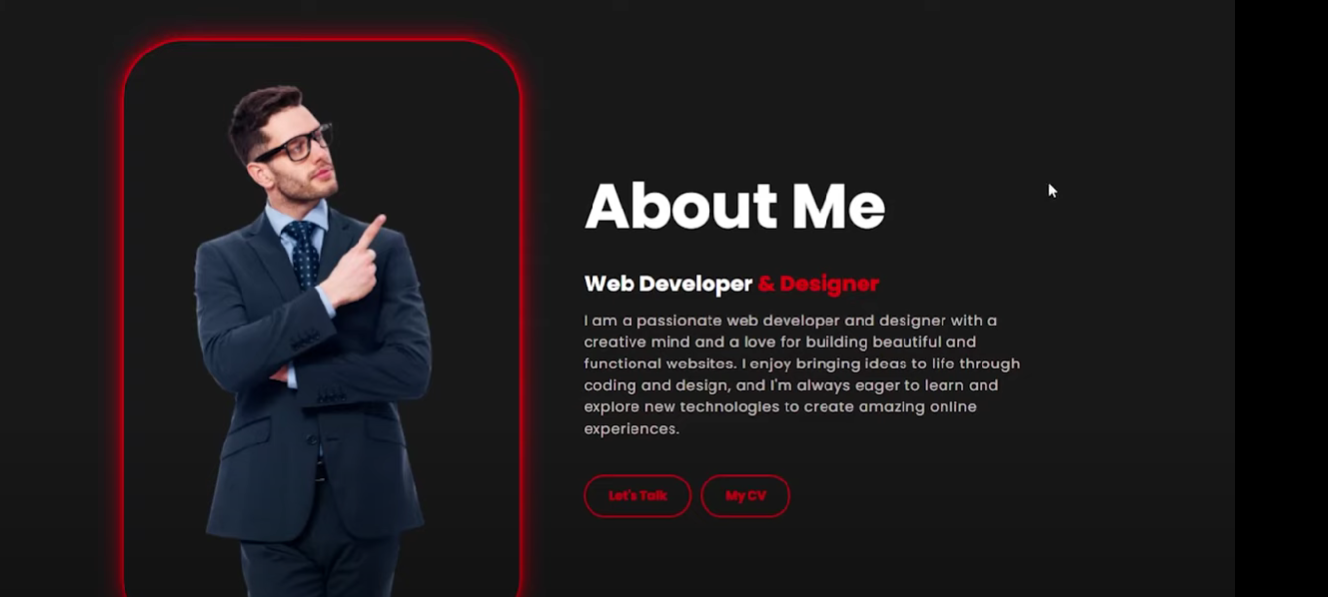 About Me
Web Developer & Designer
I am a passionate web developer and designer with a
creative mind and a love for building beautiful and
functional websites. I enjoy bringing ideas to life through
coding and design, and I'm always eager to learn and
explore new technologies to create amazing online
experiences.
Let's Talk My CV